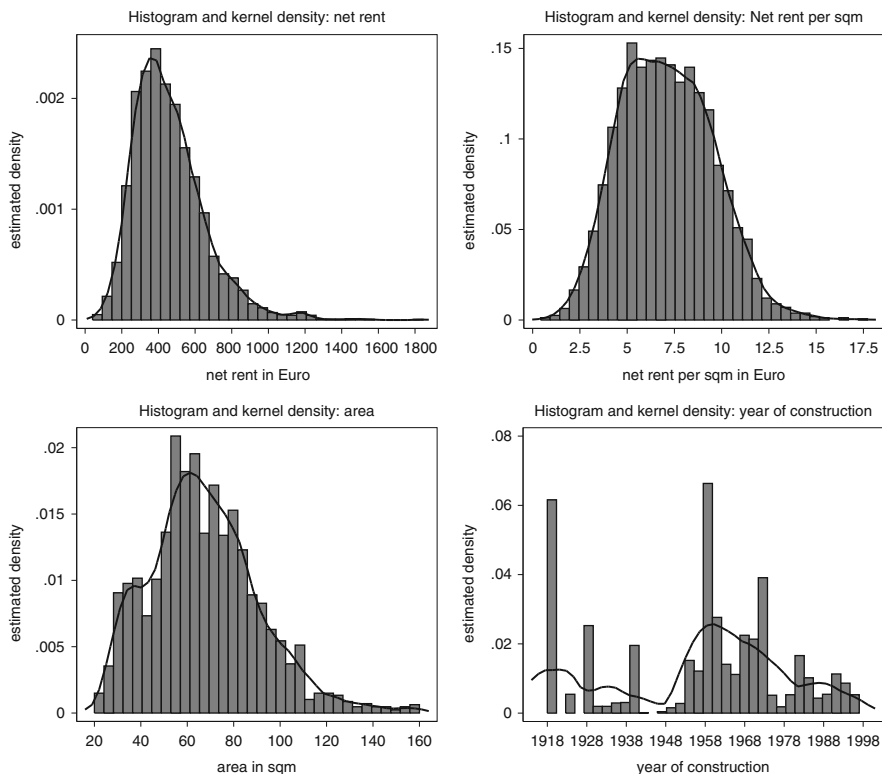 Histogram and kernel density: net rent
estimated density
.002
.001
0
0 200 400 600 800 1000 1200 1400 1600 1800
net rent in Euro
Histogram and kernel density: Net rent per sqm
estimated density
.15
.1
.05
0
0 2.5 5 7.5 10 12.5 15 17.5
net rent per sqm in Euro
Histogram and kernel density: area
estimated density
.02
.015
.01
.005
0
20 40 60 80 100 120 140 160
area in sqm
Histogram and kernel density: year of construction
estimated density
0.08
0.06
0.04
.02
0
1918 1928 1938 1948 1958 1968 1978 1988 1998
year of construction